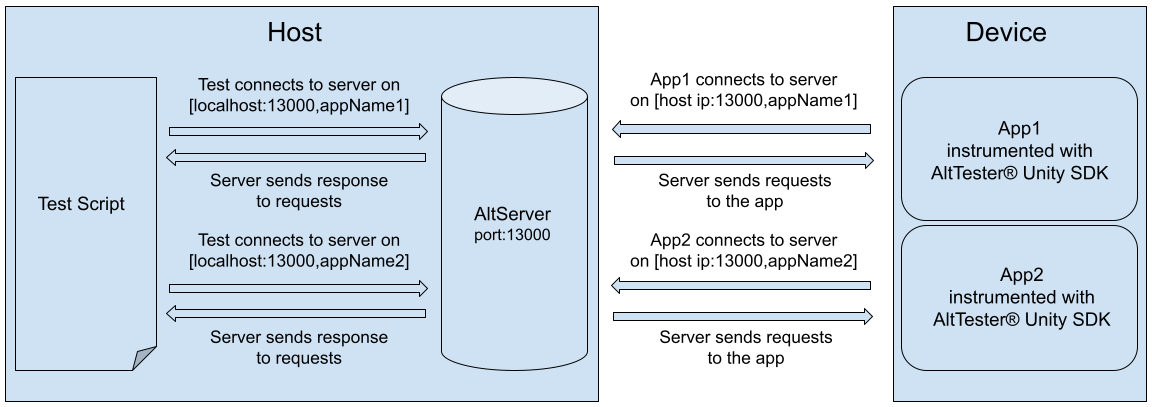 Host
Device
Test Script
Test connects to server on
[localhost:13000,appName1]
Server sends response
to requests
Test connects to server on
[localhost:13000,appName2]
Server sends response
to requests
AltServer
port:13000
App1 connects to server
on [host ip:13000,appName1]
Server sends requests
to the app
App2 connects to server
on [host ip:13000,appName2]
Server sends requests
to the app
App1
instrumented with
AltTester® Unity SDK
App2
instrumented with
AltTester® Unity SDK